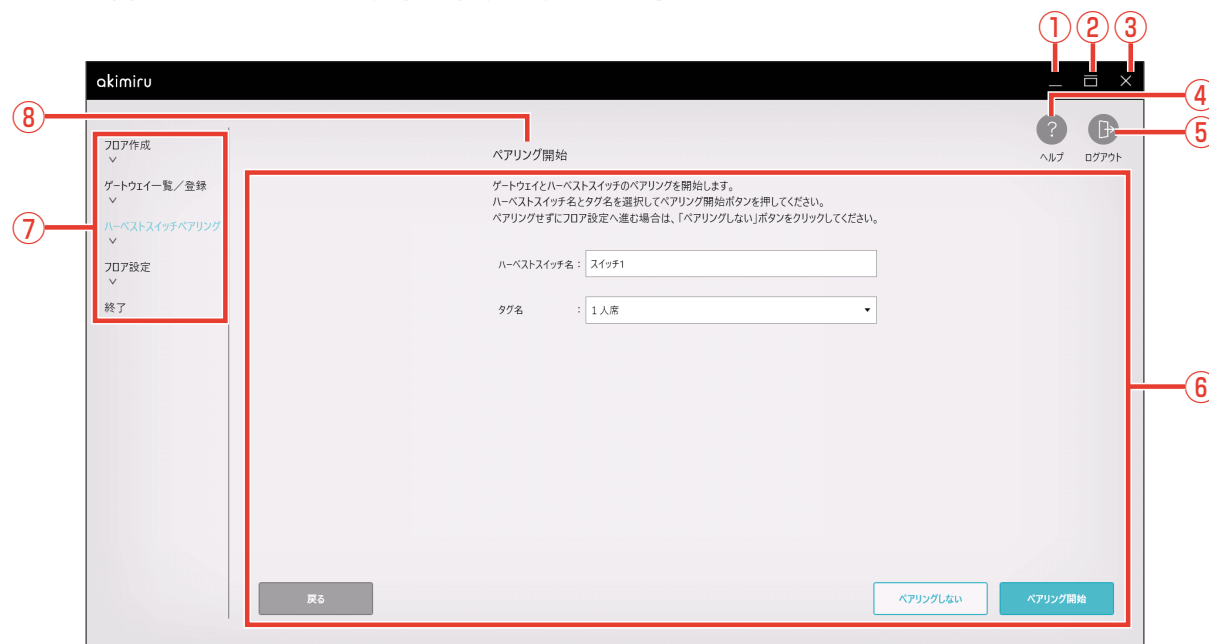 ① ② ③
akimiru
④
⑧
⑤
フロア作成
ペアリング開始
ヘルプ ログアウト
ゲートウェイ一覧／登録
ゲートウェイとハーベストスイッチのペアリングを開始します。
ハーベストスイッチ名とタグ名を選択してペアリング開始ボタンを押してください。
ペアリングせずにフロア設定へ進む場合は、「ペアリングしない」ボタンをクリックしてください。
⑦
ハーベストスイッチペアリング
フロア設定
ハーベストスイッチ名： スイッチ1
終了
タグ名 ： 1人席
⑥
戻る ペアリングしない ペアリング開始